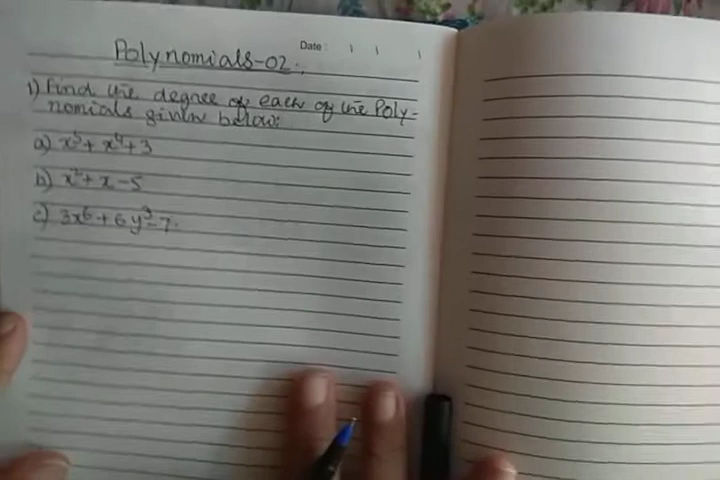 Polynomials-02.
Date :
1) Find the degree of each of the Poly-
nomials given below:
a) x⁵ + x⁴ + 3
b) x² + x - 5
c) 3x⁶ + 6y³ - 7.